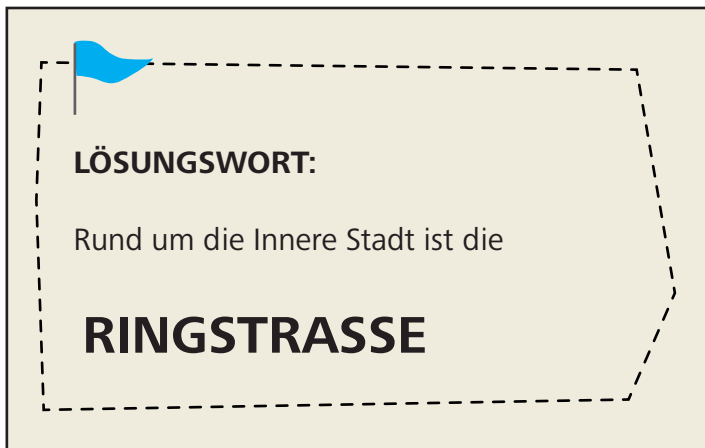 LÖSUNGSWORT:
Rund um die Innere Stadt ist die
RINGSTRASSE